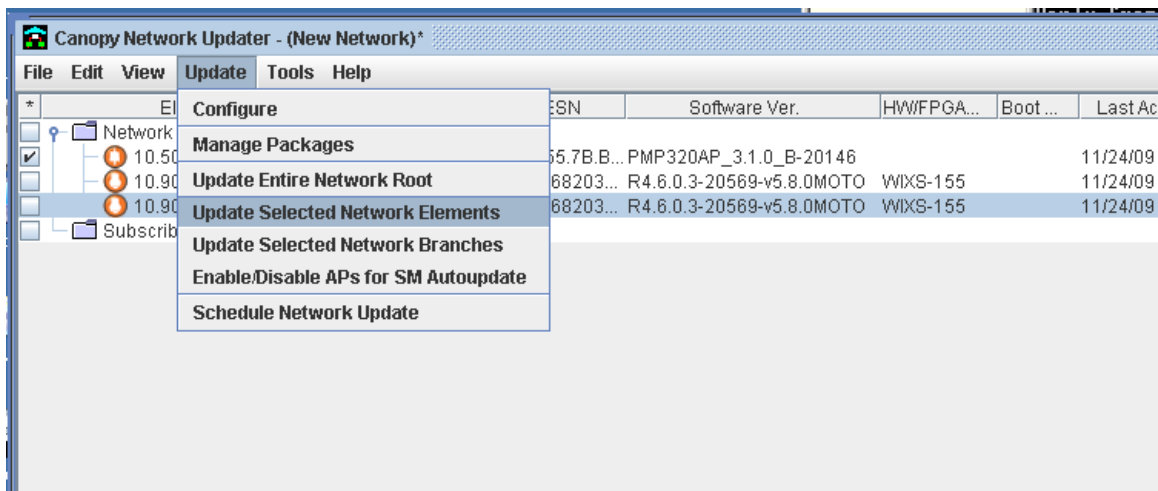 Canopy Network Updater - (New Network)*
File Edit View Update Tools Help
* El ESN Software Ver. HW/FPGA... Boot ... Last Ac
Configure
Network
Manage Packages
10.50 55.7B.B... PMP320AP_3.1.0_B-20146 11/24/09
Update Entire Network Root
10.90 68203... R4.6.0.3-20569-v5.8.0MOTO WIXS-155 11/24/09
Update Selected Network Elements
10.90 68203... R4.6.0.3-20569-v5.8.0MOTO WIXS-155 11/24/09
Subscrib
Update Selected Network Branches
Enable/Disable APs for SM Autoupdate
Schedule Network Update